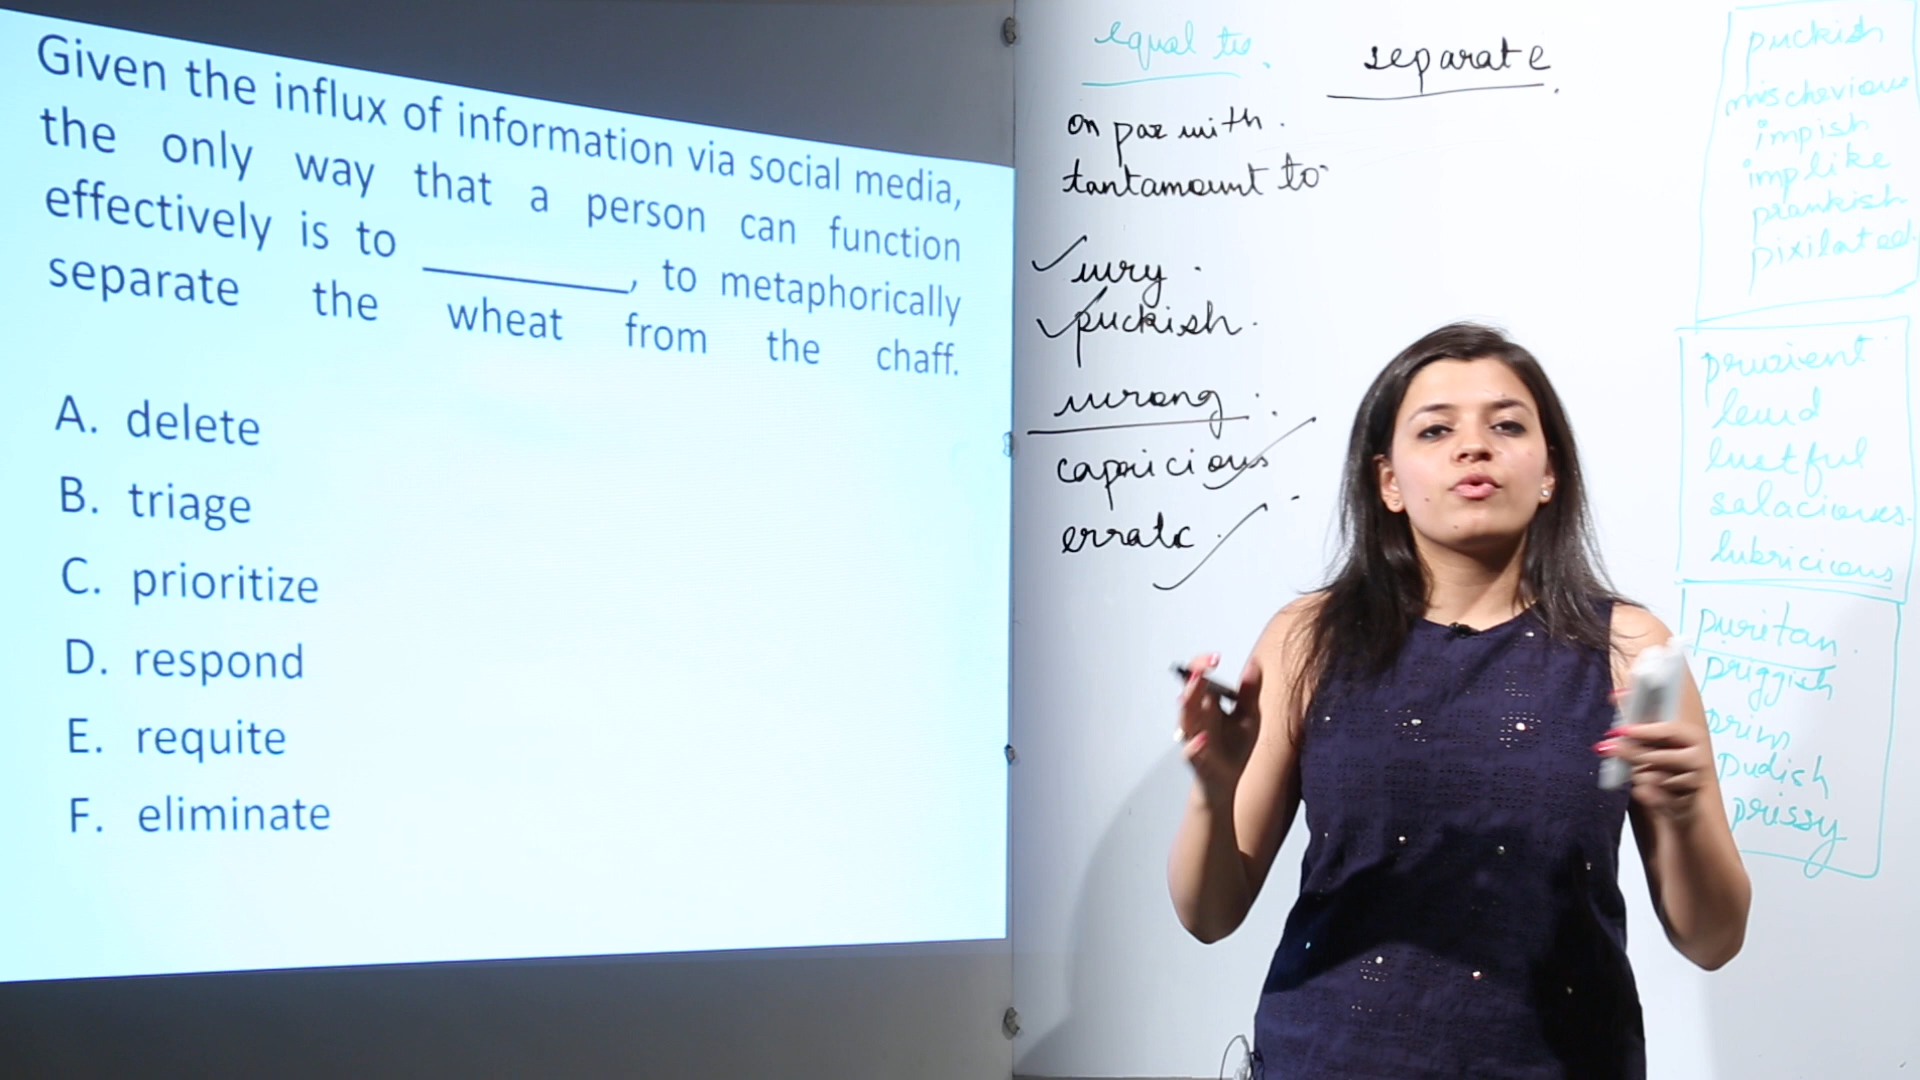 Given the influx of information via social media,
the only way that a person can function
effectively is to __________, to metaphorically
separate the wheat from the chaff.
A. delete
B. triage
C. prioritize
D. respond
E. requite
F. eliminate
equal to.
on par with.
tantamount to
wry.
puckish.
wrong.
capricious
erratc
separate.
puckish
mischevious
impish
implike
prankish
pixilated.
prurient
lewd
lustful
salacious.
lubricious
puritan
priggish
prim
pudish
prissy